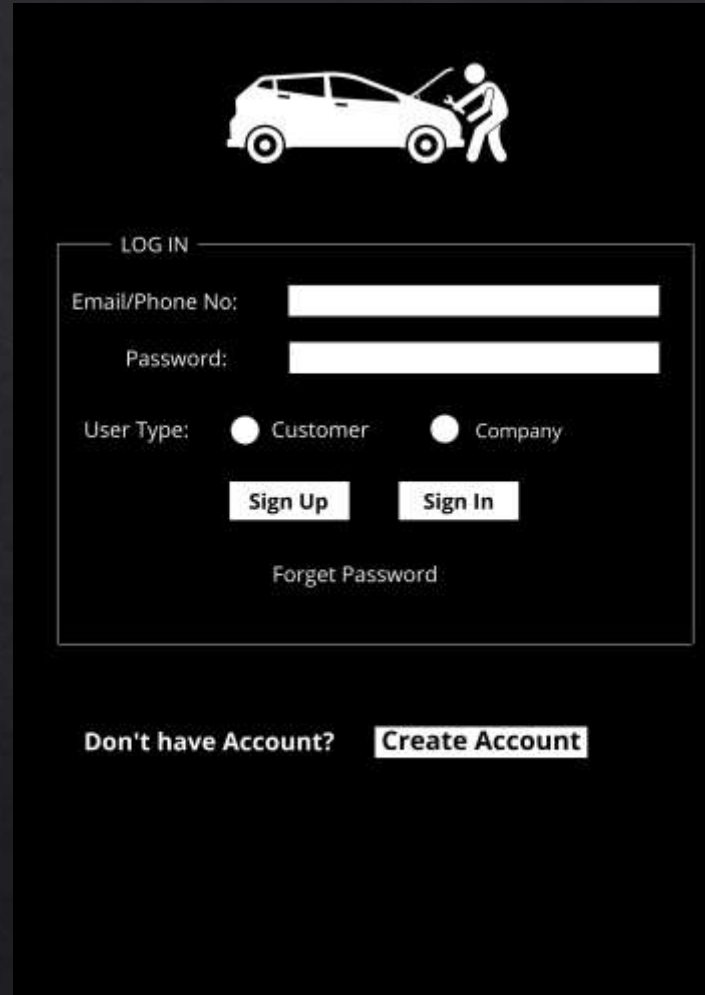 LOG IN
Email/Phone No:
Password:
User Type: Customer Company
Sign Up Sign In
Forget Password
Don't have Account? Create Account